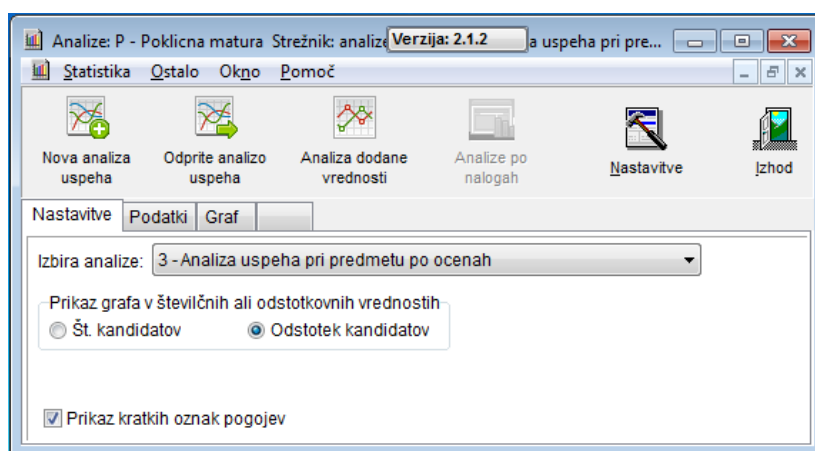 Analize: P - Poklicna matura Strežnik: analize Verzija: 2.1.2 a uspeha pri pre...
Statistika Ostalo Okno Pomoč
Nova analiza uspeha
Odprite analizo uspeha
Analiza dodane vrednosti
Analize po nalogah
Nastavitve
Izhod
Nastavitve Podatki Graf
Izbira analize: 3 - Analiza uspeha pri predmetu po ocenah
Prikaz grafa v številčnih ali odstotkovnih vrednostih
Št. kandidatov Odstotek kandidatov
Prikaz kratkih oznak pogojev